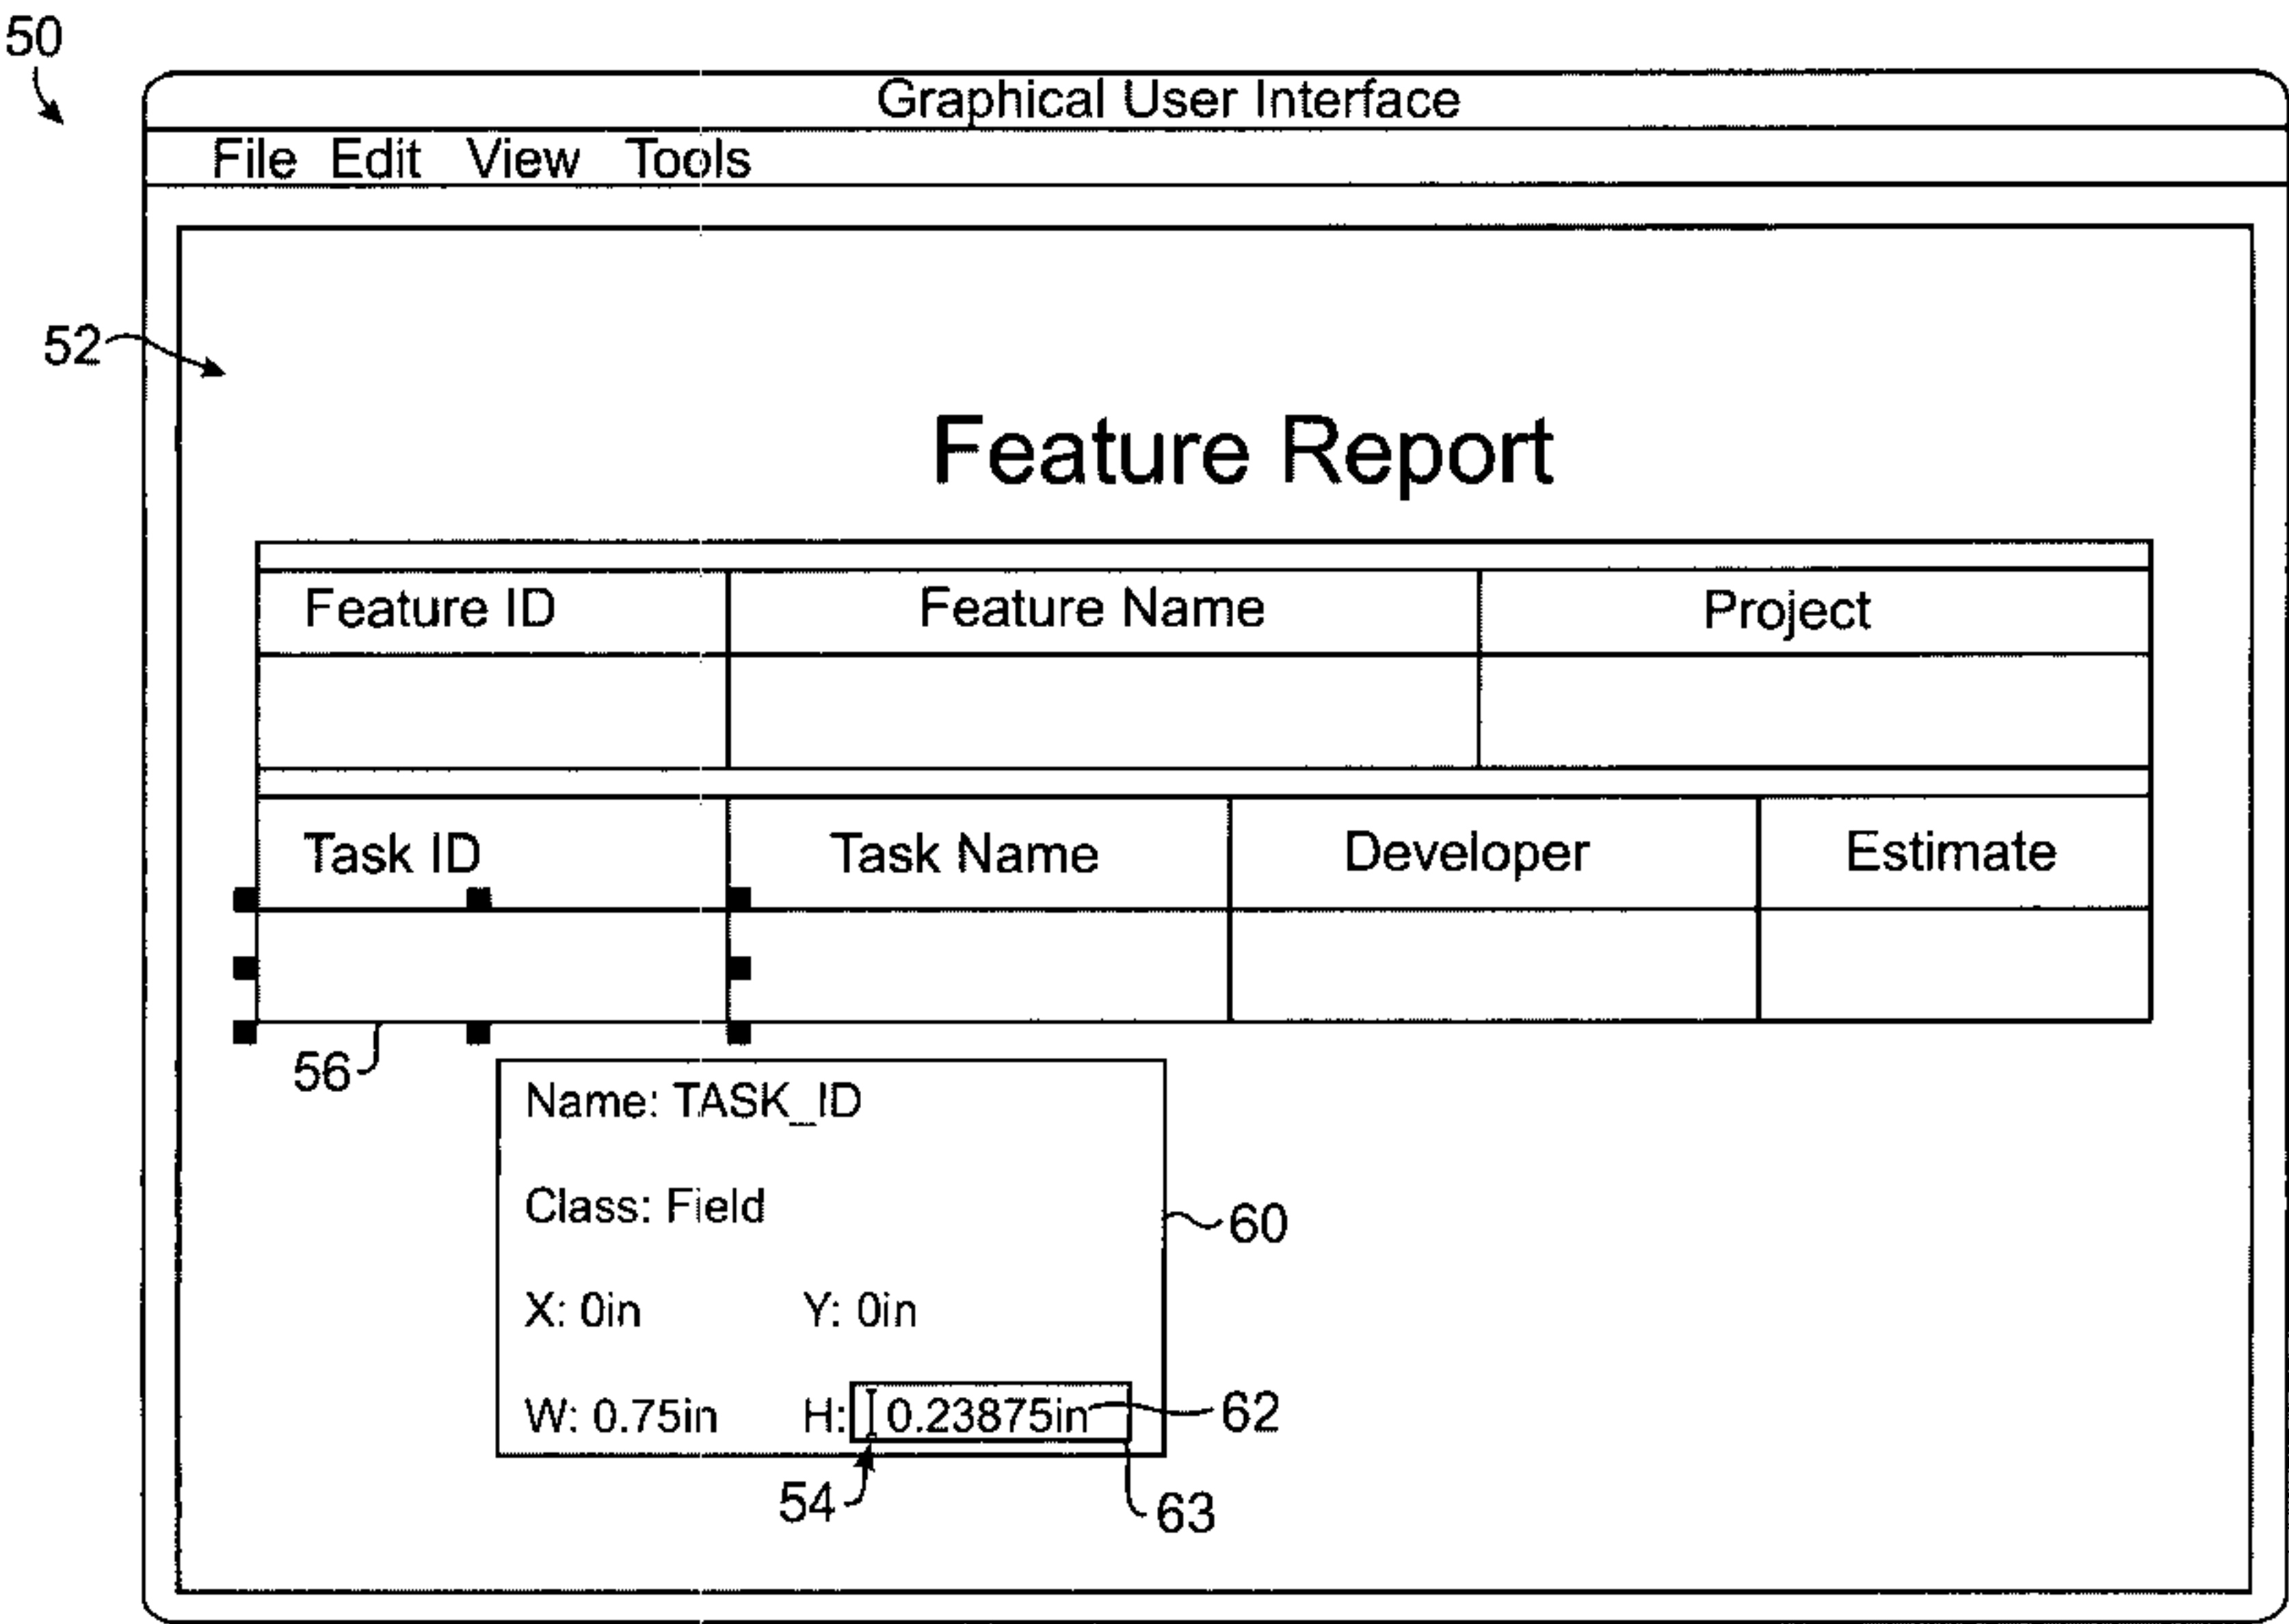 50
Graphical User Interface
File Edit View Tools
52
Feature Report
Feature ID Feature Name Project
Task ID Task Name Developer Estimate
56
Name: TASK_ID
Class: Field
60
X: 0in Y: 0in
W: 0.75in H: 0.23875in 62
54 63